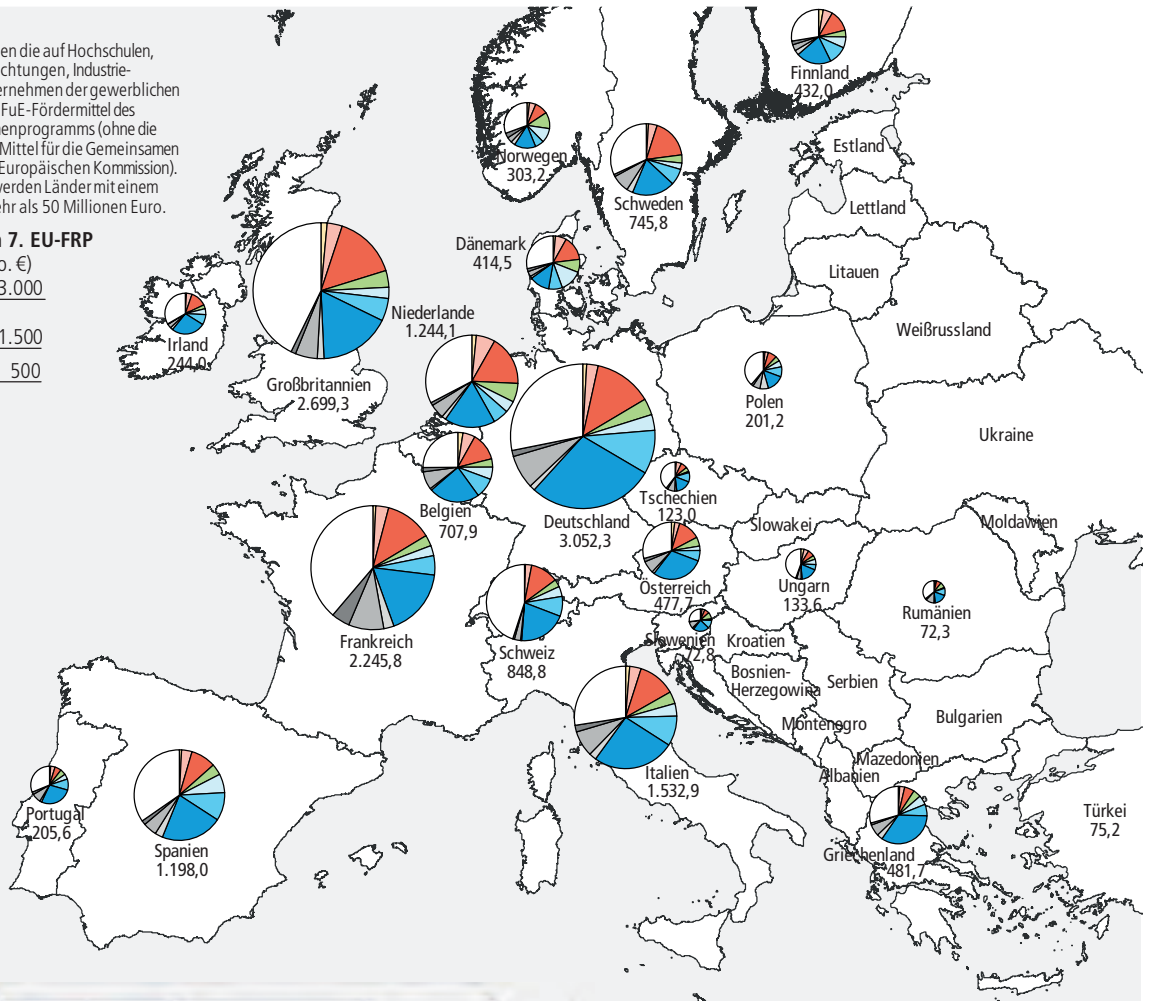 en die auf Hochschulen,
chtungen, Industrie-
ernehmen der gewerblichen
FuE-Fördermittel des
enprogramms (ohne die
Mittel für die Gemeinsamen
Europäischen Kommission).
werden Länder mit einem
ehr als 50 Millionen Euro.
7. EU-FRP
o. €)
3.000
1.500
500
Finnland
432,0
Norwegen
303,2
Schweden
745,8
Estland
Lettland
Litauen
Weißrussland
Dänemark
414,5
Irland
244,0
Großbritannien
2.699,3
Niederlande
1.244,1
Polen
201,2
Ukraine
Belgien
707,9
Deutschland
3.052,3
Tschechien
123,0
Slowakei
Moldawien
Frankreich
2.245,8
Schweiz
848,8
Österreich
477,7
Ungarn
133,6
Rumänien
72,3
Slowenien
72,8
Kroatien
Bosnien-
Herzegowina
Serbien
Montenegro
Bulgarien
Mazedonien
Albanien
Italien
1.532,9
Portugal
205,6
Spanien
1.198,0
Griechenland
481,7
Türkei
75,2